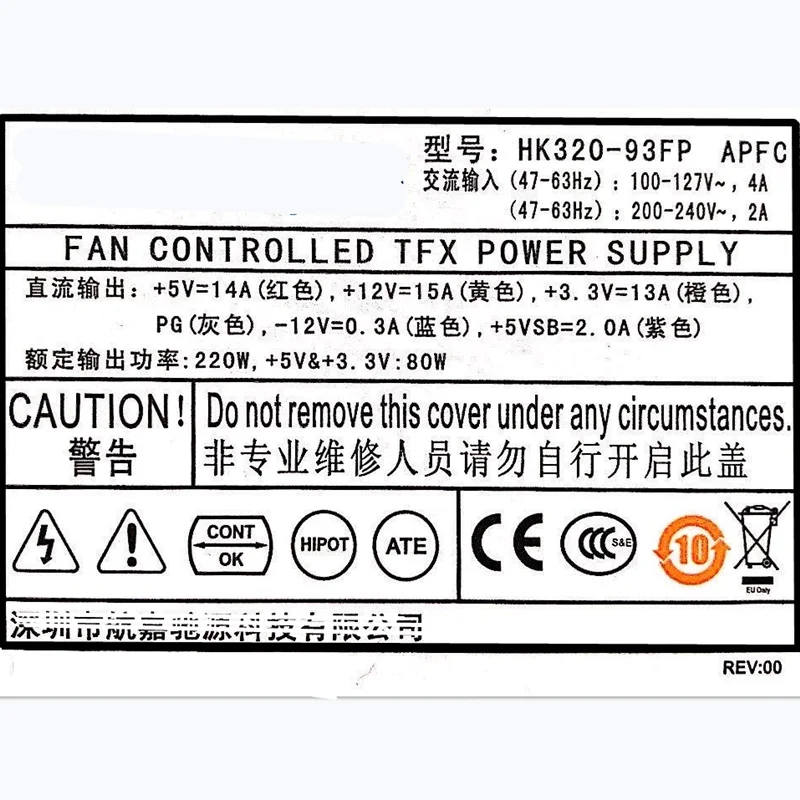 型号: HK320-93FP APFC
交流输入 (47-63Hz) : 100-127V~, 4A
(47-63Hz) : 200-240V~, 2A
FAN CONTROLLED TFX POWER SUPPLY
直流输出: +5V=14A(红色), +12V=15A(黄色), +3.3V=13A(橙色),
PG(灰色), -12V=0.3A(蓝色), +5VSB=2.0A(紫色)
额定输出功率: 220W, +5V&+3.3V:80W
CAUTION! Do not remove this cover under any circumstances.
警告 非专业维修人员请勿自行开启此盖
CONT
OK
HIPOT
ATE
CE
CCC S&E
10
EU Only
深圳市航嘉驰源科技有限公司
REV:00